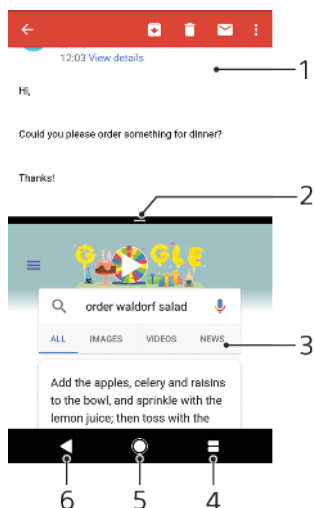 12:03 View details
1
Hi,
Could you please order something for dinner?
Thanks!
2
GOOGLE
order waldorf salad
ALL IMAGES VIDEOS NEWS
3
Add the apples, celery and raisins
to the bowl, and sprinkle with the
lemon juice; then toss with the
6 5 4